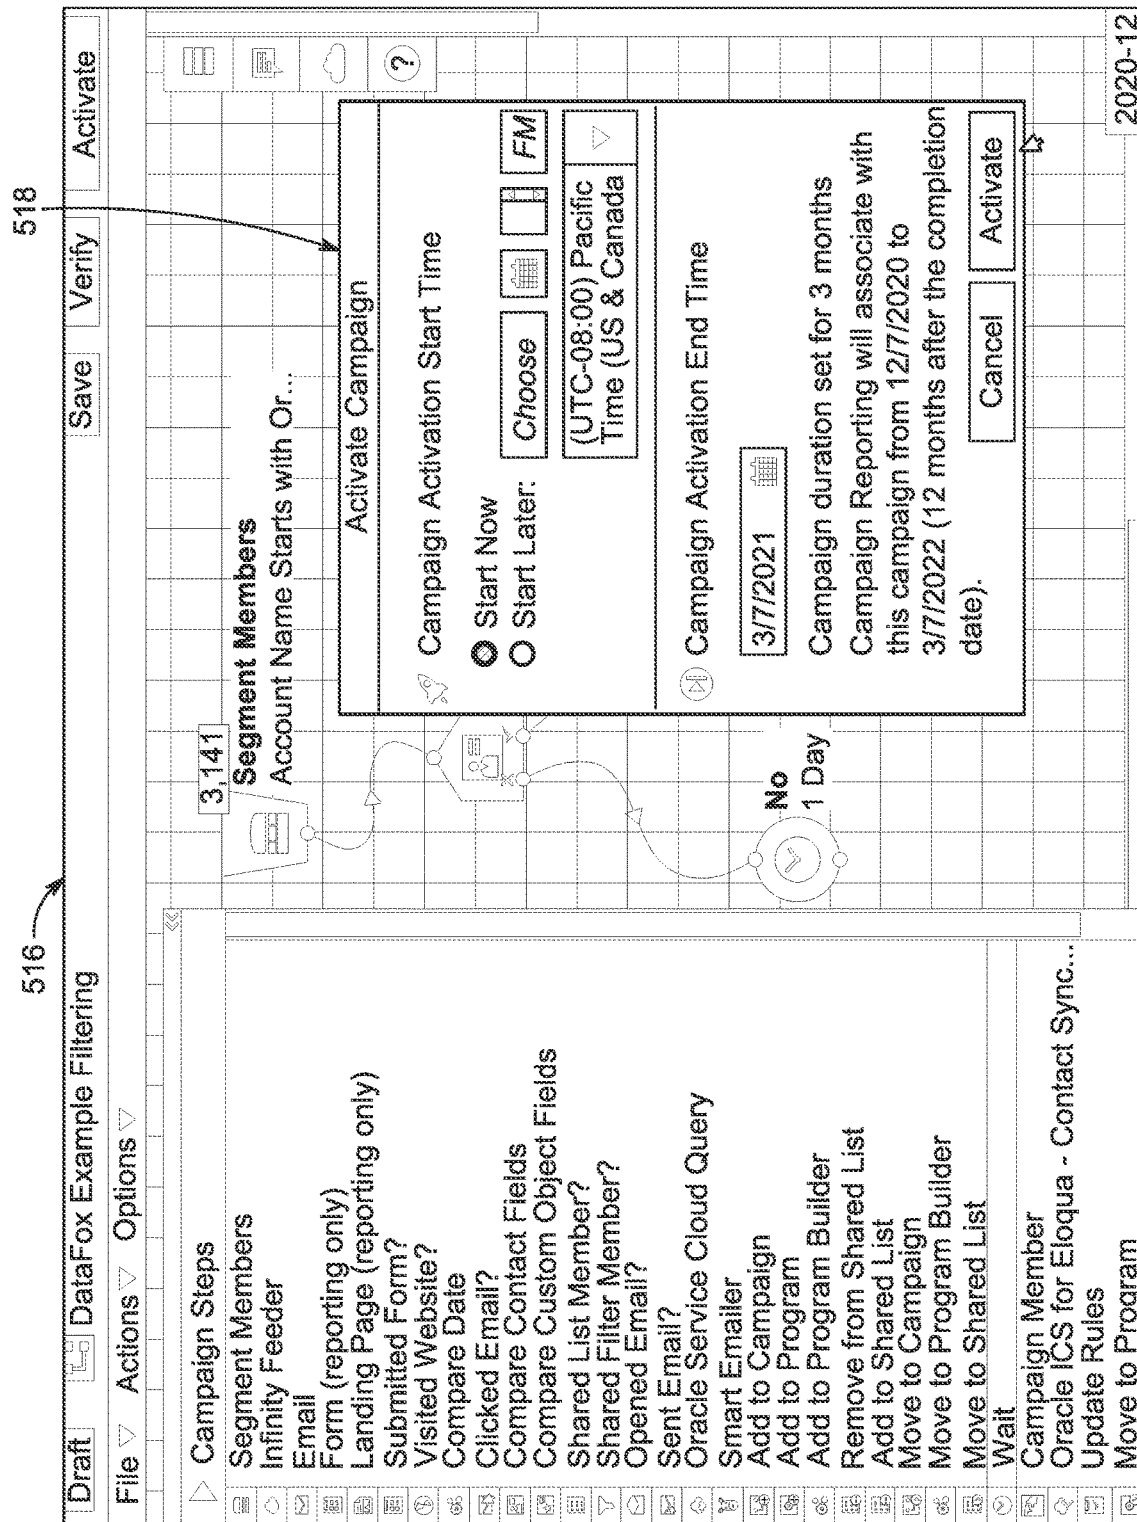 516
518
Draft
DataFox Example Filtering
Save
Verify
Activate
File
Actions
Options
Campaign Steps
Segment Members
Infinity Feeder
Email
Form (reporting only)
Landing Page (reporting only)
Submitted Form?
Visited Website?
Compare Date
Clicked Email?
Compare Contact Fields
Compare Custom Object Fields
Shared List Member?
Shared Filter Member?
Opened Email?
Sent Email?
Oracle Service Cloud Query
Smart Emailer
Add to Campaign
Add to Program
Add to Program Builder
Remove from Shared List
Add to Shared List
Move to Campaign
Move to Program Builder
Move to Shared List
Wait
Campaign Member
Oracle ICS for Eloqua - Contact Sync...
Update Rules
Move to Program
3,141
Segment Members
Account Name Starts with Or...
No
1 Day
?
Activate Campaign
Campaign Activation Start Time
Start Now
Start Later:
Choose
FM
(UTC-08:00) Pacific
Time (US & Canada
Campaign Activation End Time
3/7/2021
Campaign duration set for 3 months
Campaign Reporting will associate with
this campaign from 12/7/2020 to
3/7/2022 (12 months after the completion
date).
Cancel
Activate
2020-12